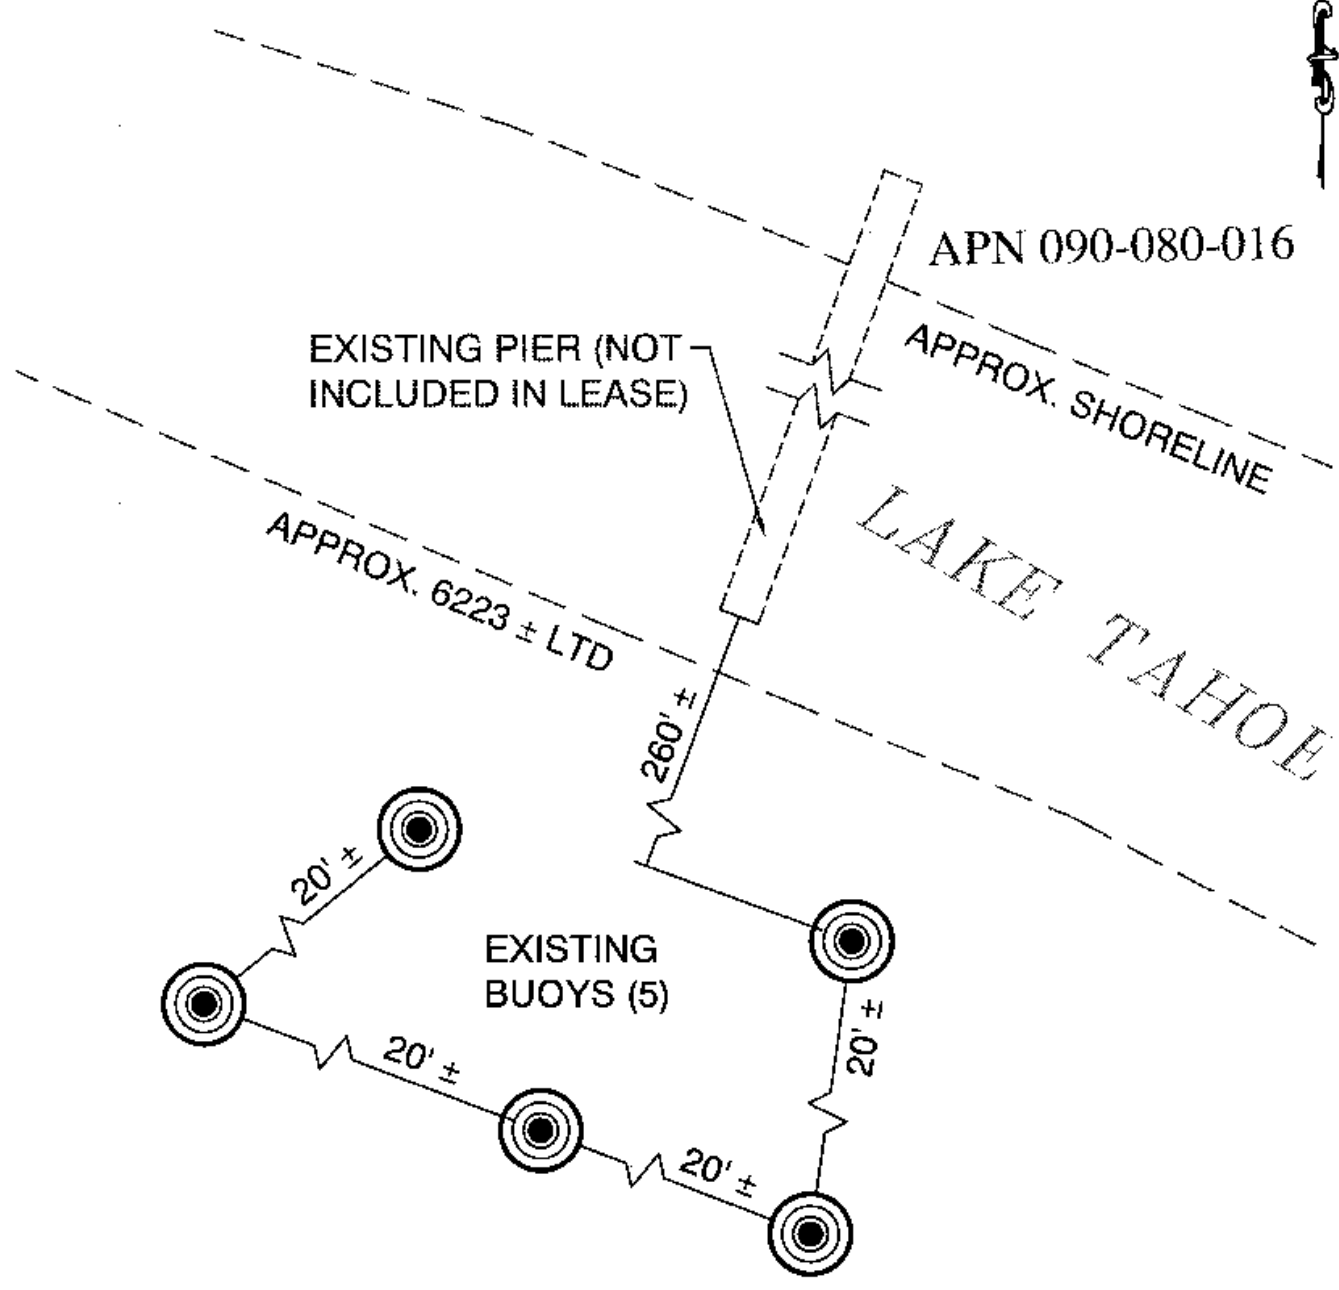 APN 090-080-016
EXISTING PIER (NOT
INCLUDED IN LEASE)
APPROX. SHORELINE
LAKE TAHOE
APPROX. 6223 ± LTD
260' ±
20' ±
EXISTING
BUOYS (5)
20' ±
20' ±
20' ±